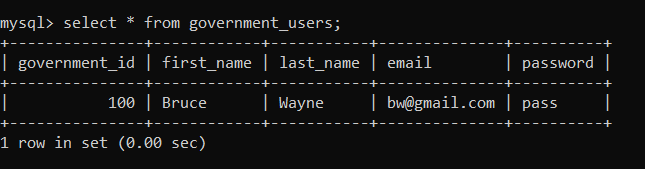 mysql> select * from government_users;
+---------------+------------+-----------+--------------+----------+
| government_id | first_name | last_name | email        | password |
+---------------+------------+-----------+--------------+----------+
|           100 | Bruce      | Wayne     | bw@gmail.com | pass     |
+---------------+------------+-----------+--------------+----------+
1 row in set (0.00 sec)